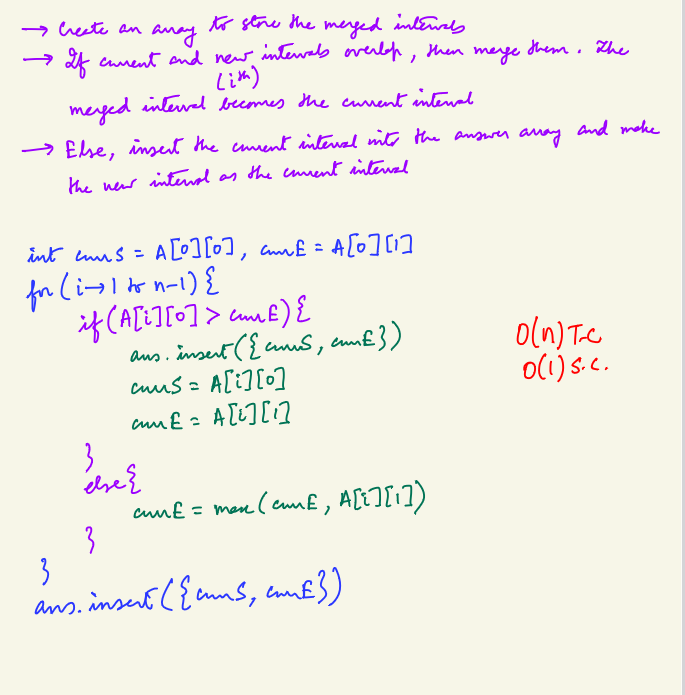 → Create an array to store the merged intervals
→ If current and new intervals overlap, then merge them. The
(ith)
merged interval becomes the current interval
→ Else, insert the current interval into the answer array and make
the new interval as the current interval
int currS = A[0][0], currE = A[0][1]
for(i→1 to n-1){
if(A[i][0] > currE){
ans.insert({currS, currE})
currS = A[i][0]
currE = A[i][1]
}
else{
currE = max(currE, A[i][1])
}
}
ans.insert({currS, currE})
O(n) T.C
O(1) S.C.